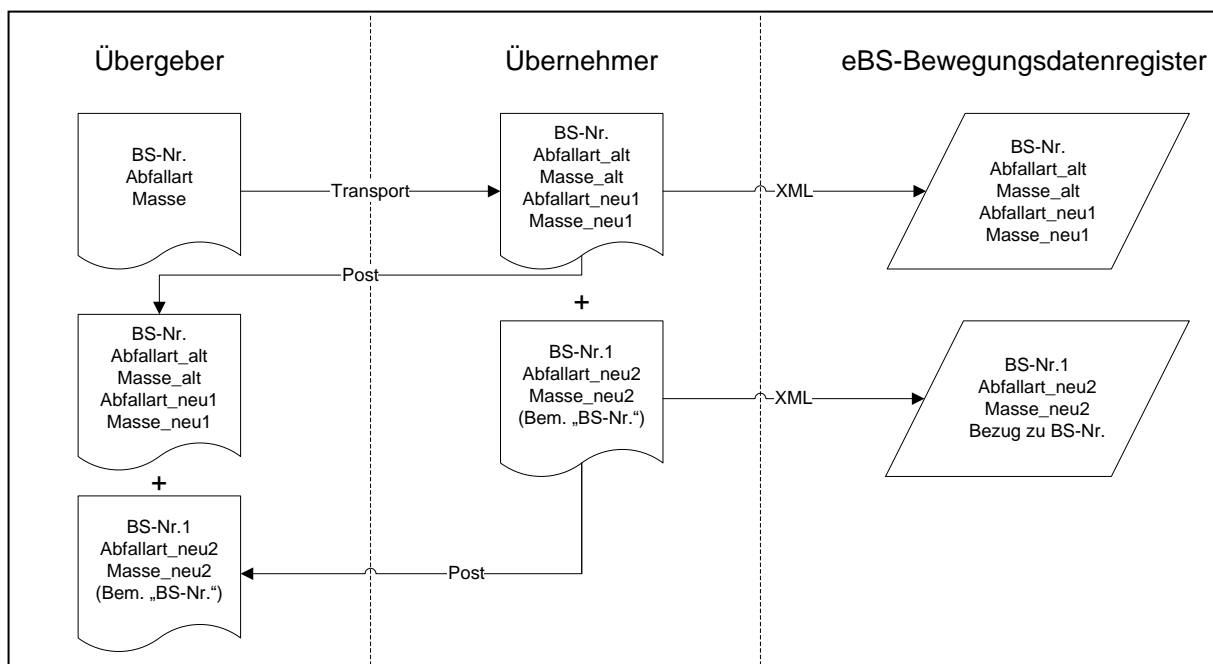 Übergeber
Übernehmer
eBS-Bewegungsdatenregister
BS-Nr.
Abfallart
Masse
Transport
BS-Nr.
Abfallart_alt
Masse_alt
Abfallart_neu1
Masse_neu1
XML
BS-Nr.
Abfallart_alt
Masse_alt
Abfallart_neu1
Masse_neu1
Post
+
BS-Nr.
Abfallart_alt
Masse_alt
Abfallart_neu1
Masse_neu1
BS-Nr.1
Abfallart_neu2
Masse_neu2
(Bem. „BS-Nr.“)
XML
BS-Nr.1
Abfallart_neu2
Masse_neu2
Bezug zu BS-Nr.
+
BS-Nr.1
Abfallart_neu2
Masse_neu2
(Bem. „BS-Nr.“)
Post